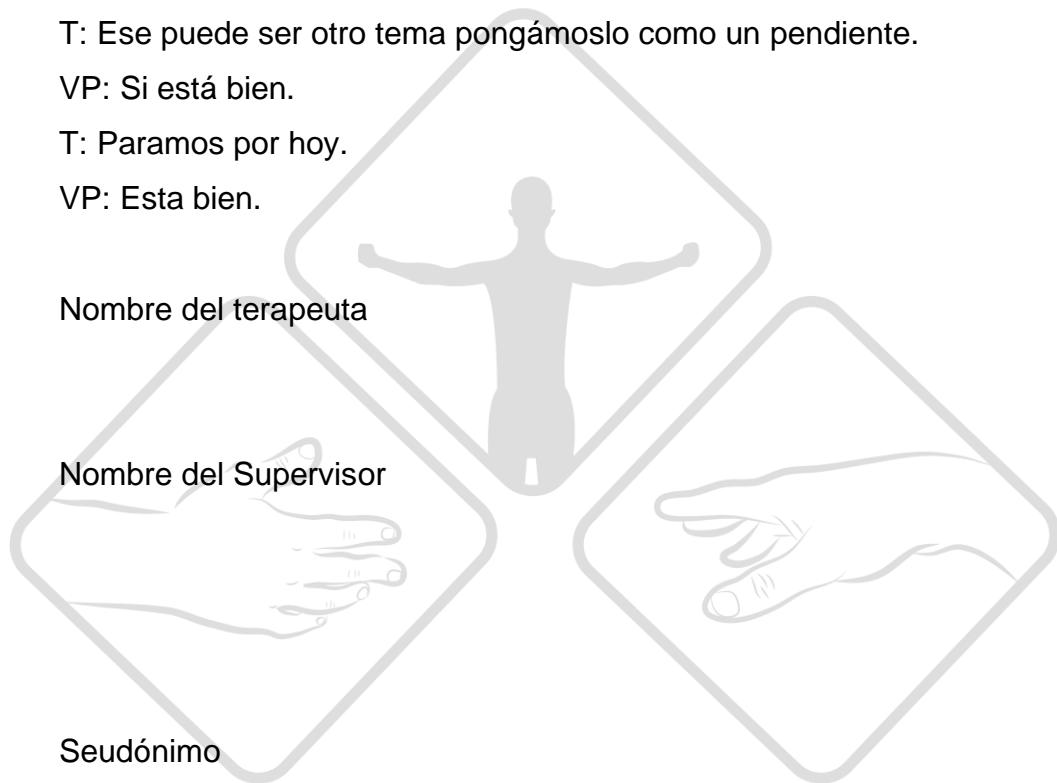 T: Ese puede ser otro tema pongámoslo como un pendiente.
VP: Si está bien.
T: Paramos por hoy.
VP: Esta bien.
Nombre del terapeuta
Nombre del Supervisor
Seudónimo